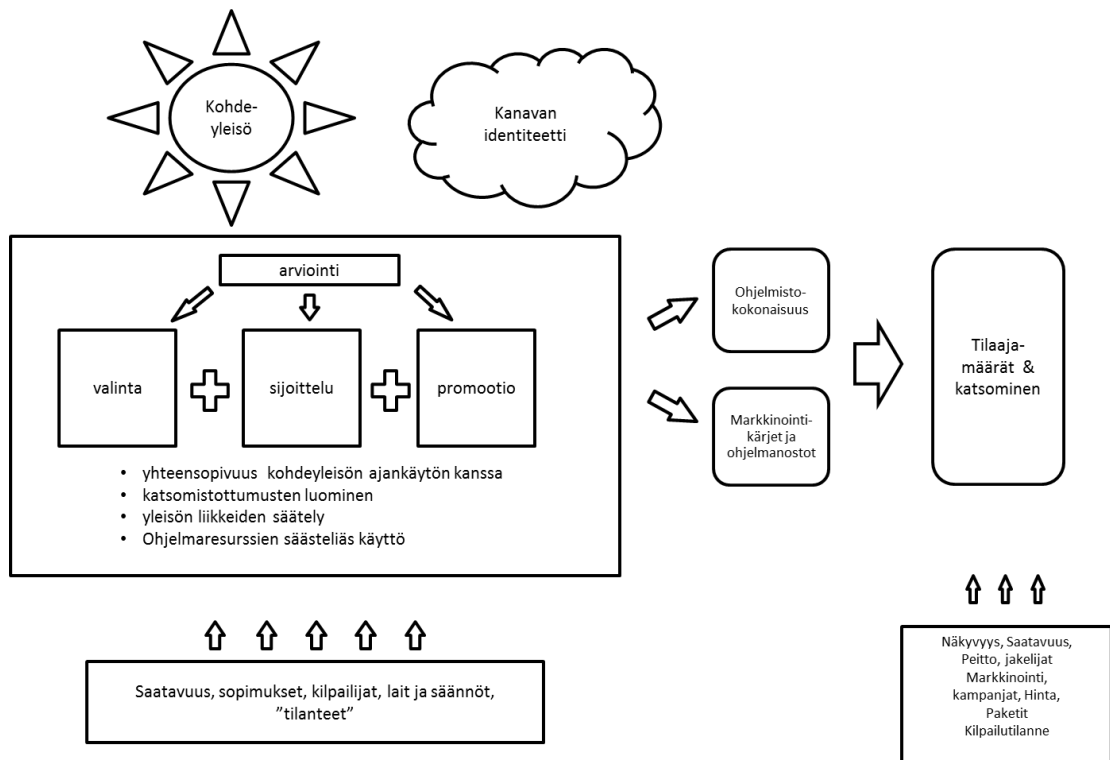 Kohde-
yleisö
Kanavan
identiteetti
arviointi
valinta
sijoittelu
promootio
• yhteensopivuus kohdeyleisön ajankäytön kanssa
• katsomistottumusten luominen
• yleisön liikkeiden säätely
• Ohjelmaresurssien säästeliäs käyttö
Ohjelmisto-
kokonaisuus
Markkinointi-
kärjet ja
ohjelmanostot
Tilaaja-
määrät &
katsominen
Saatavuus, sopimukset, kilpailijat, lait ja säännöt,
”tilanteet”
Näkyvyys, Saatavuus,
Peitto, jakelijat
Markkinointi,
kampanjat, Hinta,
Paketit
Kilpailutilanne